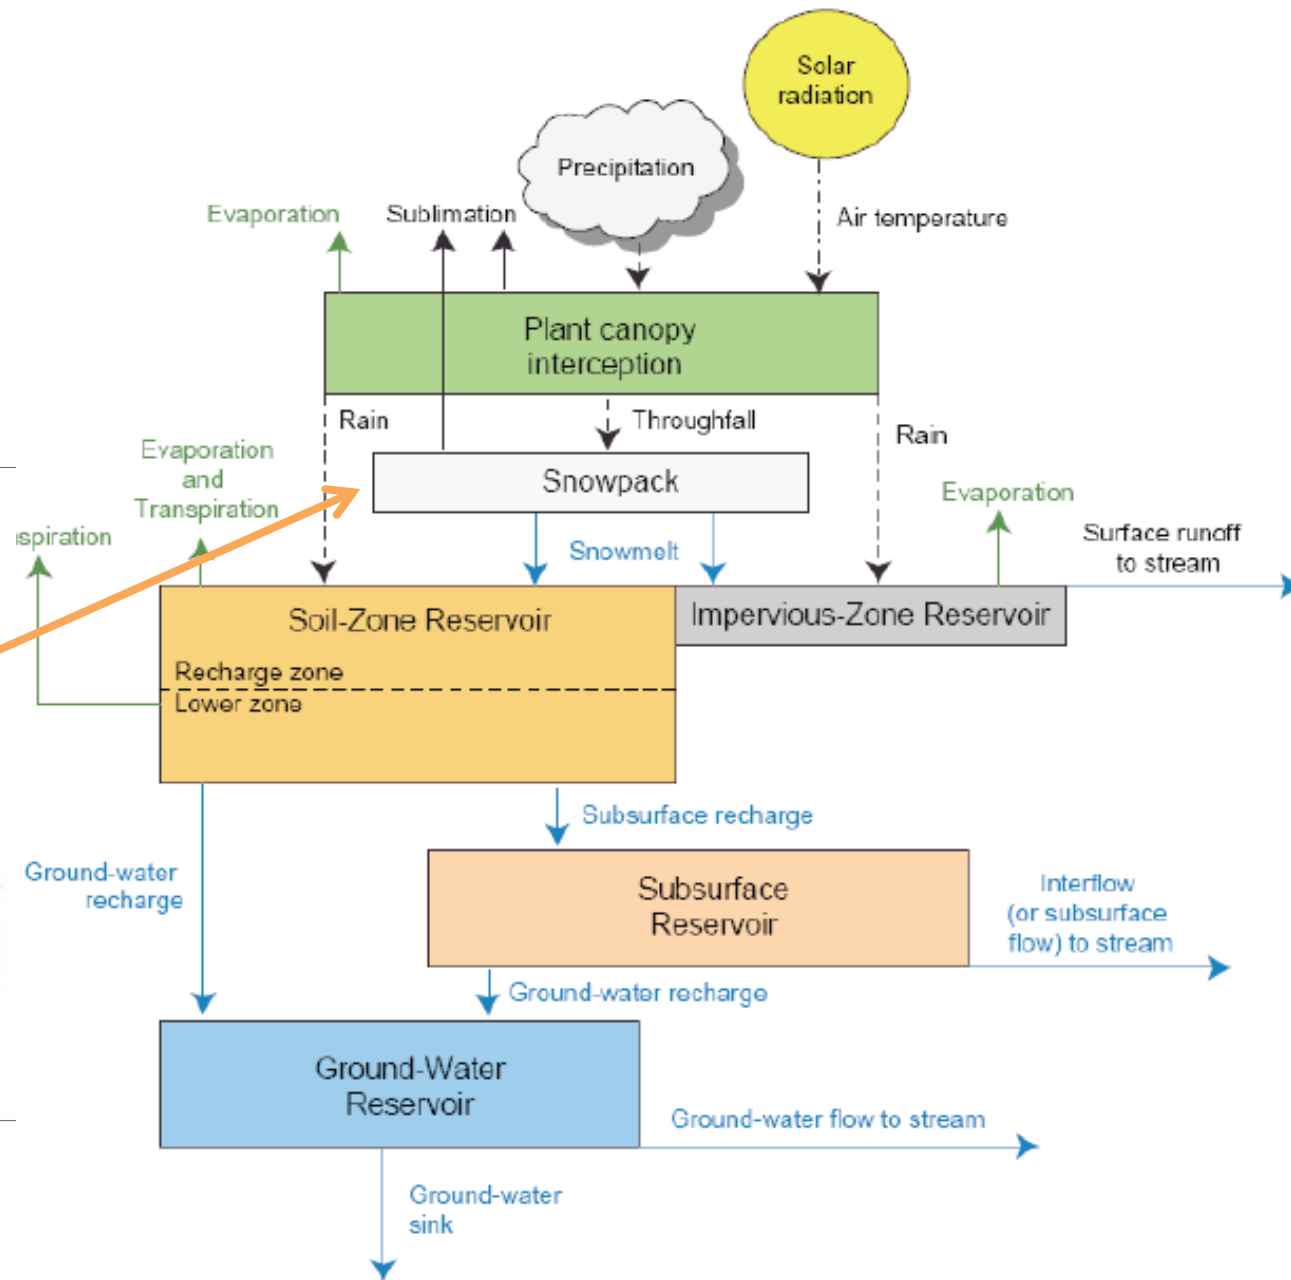 Solar
radiation
Precipitation
Evaporation
Sublimation
Air temperature
Plant canopy
interception
Rain
Throughfall
Rain
Evaporation
and
Transpiration
Snowpack
Evaporation
spiration
Snowmelt
Surface runoff
to stream
Soil-Zone Reservoir
Impervious-Zone Reservoir
Recharge zone
Lower zone
Subsurface recharge
Ground-water
recharge
Subsurface
Reservoir
Interflow
(or subsurface
flow) to stream
Ground-water recharge
Ground-Water
Reservoir
Ground-water flow to stream
Ground-water
sink